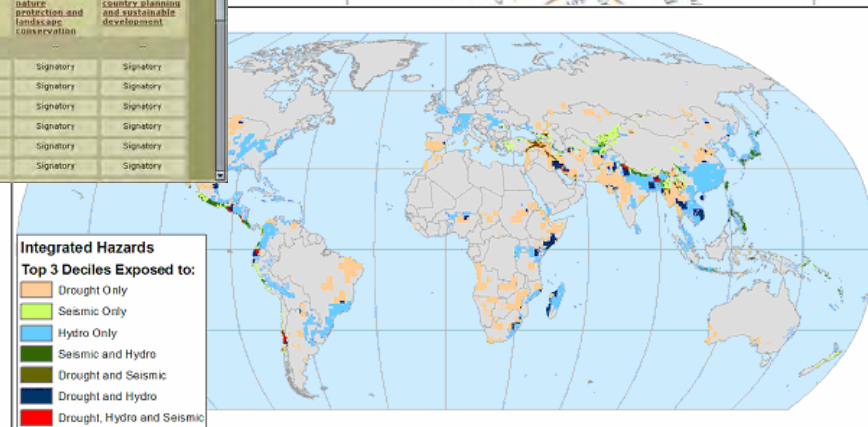 nature
protection and
landscape
conservation
country planning
and sustainable
development
... ...
Signatory Signatory
Signatory Signatory
Signatory Signatory
Signatory Signatory
Signatory Signatory
Signatory Signatory
Integrated Hazards
Top 3 Deciles Exposed to:
Drought Only
Seismic Only
Hydro Only
Seismic and Hydro
Drought and Seismic
Drought and Hydro
Drought, Hydro and Seismic